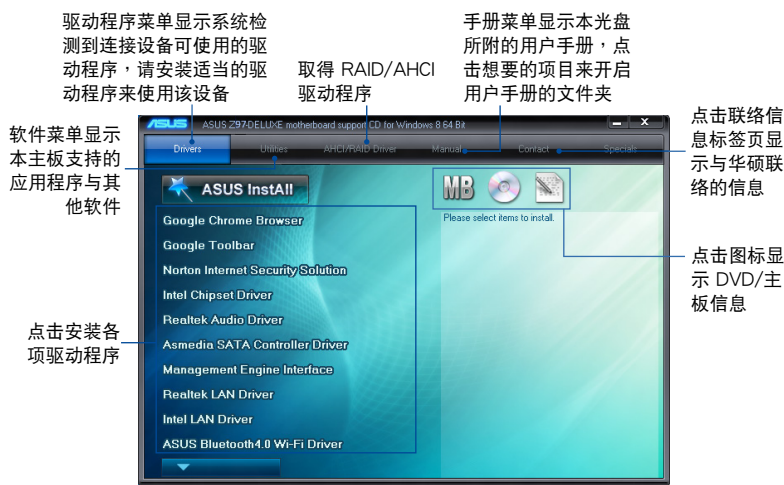 驱动程序菜单显示系统检
测到连接设备可使用的驱
动程序，请安装适当的驱
动程序来使用该设备
取得 RAID/AHCI
驱动程序
手册菜单显示本光盘
所附的用户手册，点
击想要的项目来开启
用户手册的文件夹
点击联络信
息标签页显
示与华硕联
络的信息
软件菜单显示
本主板支持的
应用程序与其
他软件
ASUS ASUS Z97-DELUXE motherboard support CD for Windows 8 64 Bit
Drivers Utilities AHCI/RAID Driver Manual Contact Specials
ASUS InstAll
MB
Please select items to install.
Google Chrome Browser
Google Toolbar
Norton Internet Security Solution
Intel Chipset Driver
Realtek Audio Driver
Asmedia SATA Controller Driver
Management Engine Interface
Realtek LAN Driver
Intel LAN Driver
ASUS Bluetooth4.0 Wi-Fi Driver
点击图标显
示 DVD/主
板信息
点击安装各
项驱动程序